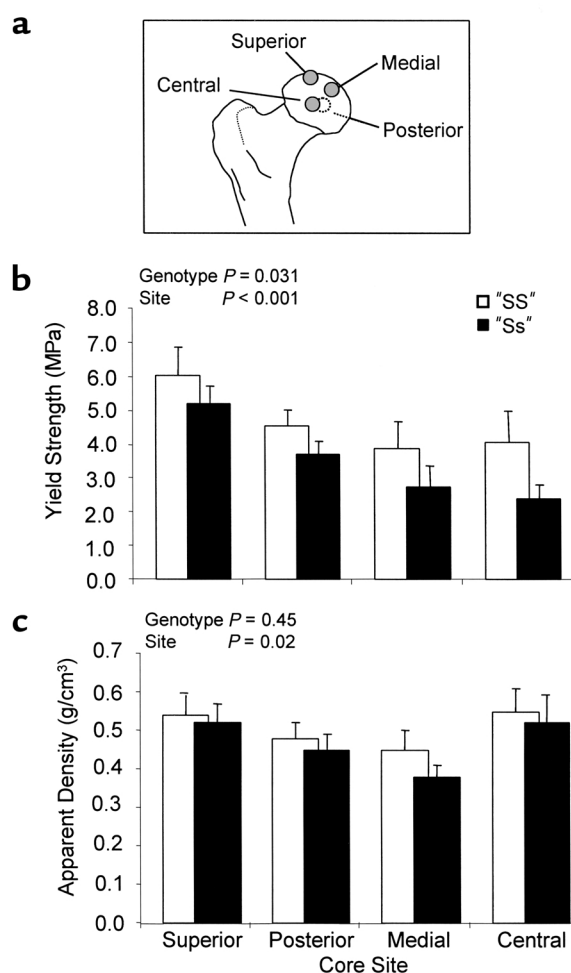 a
Superior
Medial
Central
Posterior
b
Genotype P = 0.031
Site P < 0.001
"SS"
"Ss"
Yield Strength (MPa)
8.0
7.0
6.0
5.0
4.0
3.0
2.0
1.0
0.0
c
Genotype P = 0.45
Site P = 0.02
Apparent Density (g/cm³)
0.7
0.6
0.5
0.4
0.3
0.2
0.1
0.0
Superior Posterior Medial Central
Core Site